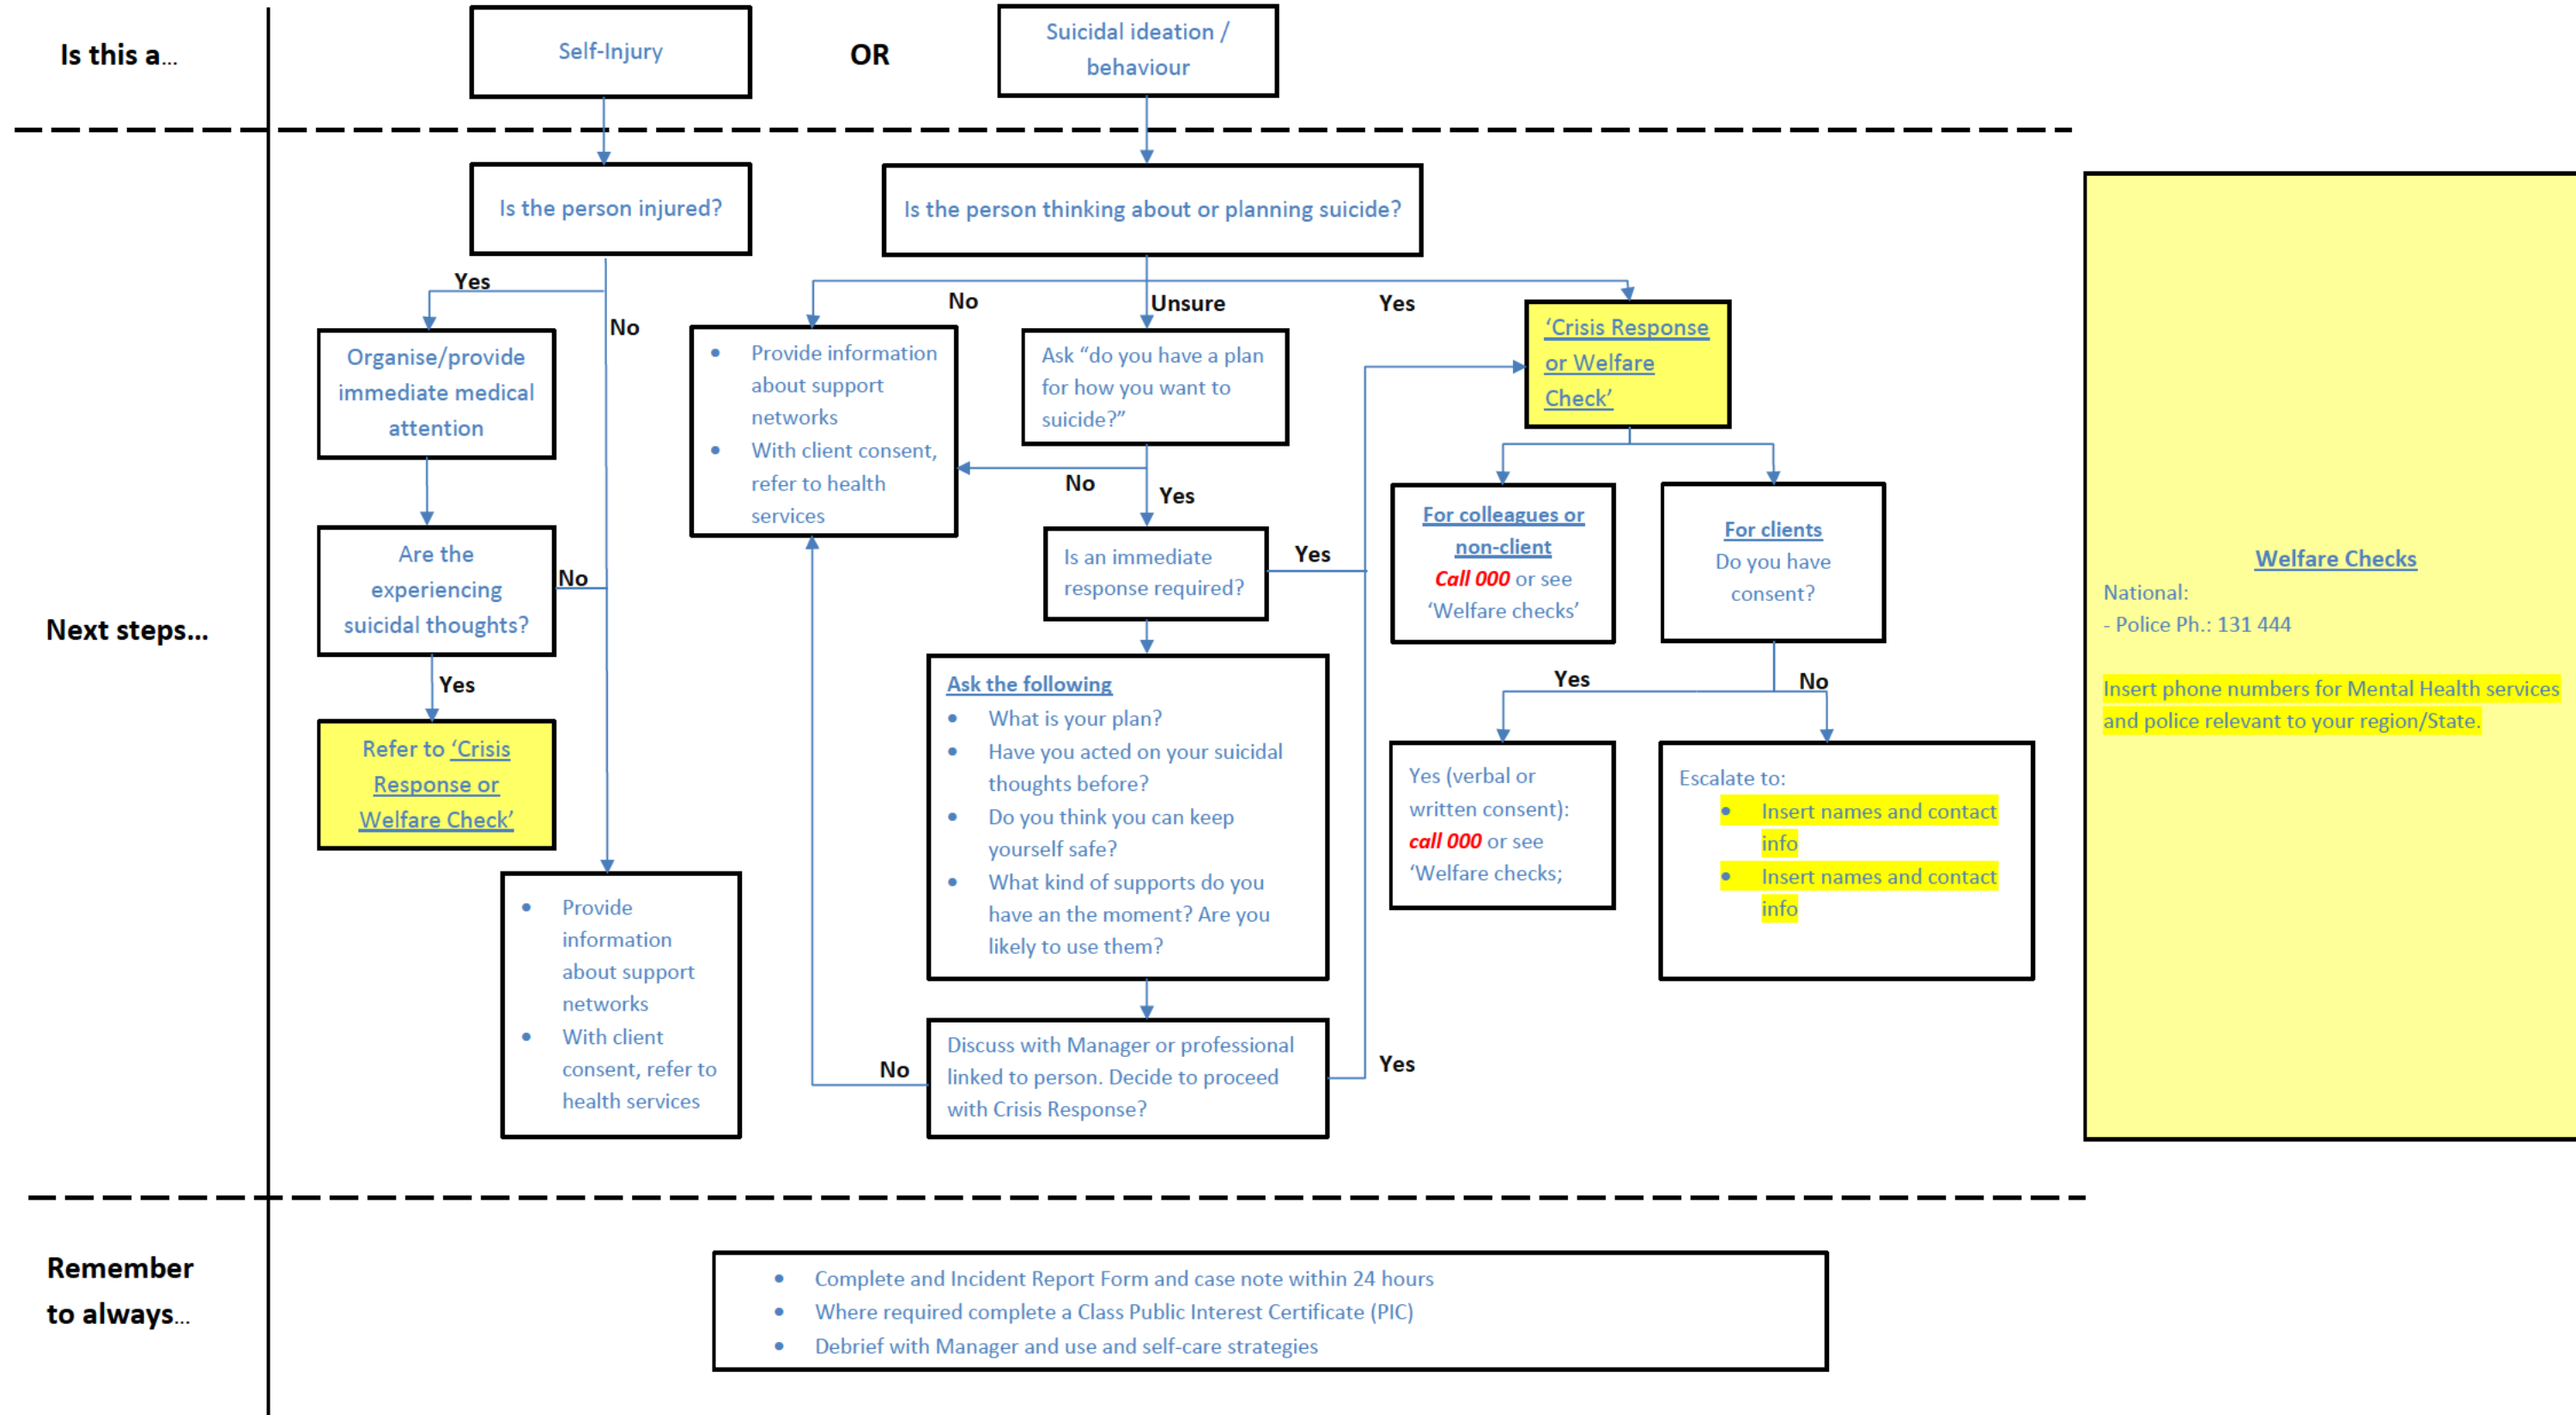 Is this a...
Self-Injury
OR
Suicidal ideation /
behaviour
Next steps...
Is the person injured?
Yes
No
Organise/provide
immediate medical
attention
Are the
experiencing
suicidal thoughts?
No
Yes
Refer to ‘Crisis
Response or
Welfare Check’
• Provide
information
about support
networks
• With client
consent, refer to
health services
Is the person thinking about or planning suicide?
No
Unsure
Yes
• Provide information
about support
networks
• With client consent,
refer to health
services
Ask “do you have a plan
for how you want to
suicide?”
No
Yes
Is an immediate
response required?
Yes
Ask the following
• What is your plan?
• Have you acted on your suicidal
thoughts before?
• Do you think you can keep
yourself safe?
• What kind of supports do you
have an the moment? Are you
likely to use them?
Discuss with Manager or professional
linked to person. Decide to proceed
with Crisis Response?
No
Yes
‘Crisis Response
or Welfare
Check’
For colleagues or
non-client
Call 000 or see
‘Welfare checks’
For clients
Do you have
consent?
Yes
No
Yes (verbal or
written consent):
call 000 or see
‘Welfare checks;
Escalate to:
• Insert names and contact
info
• Insert names and contact
info
Welfare Checks
National:
- Police Ph.: 131 444
Insert phone numbers for Mental Health services
and police relevant to your region/State.
Remember
to always...
• Complete and Incident Report Form and case note within 24 hours
• Where required complete a Class Public Interest Certificate (PIC)
• Debrief with Manager and use and self-care strategies